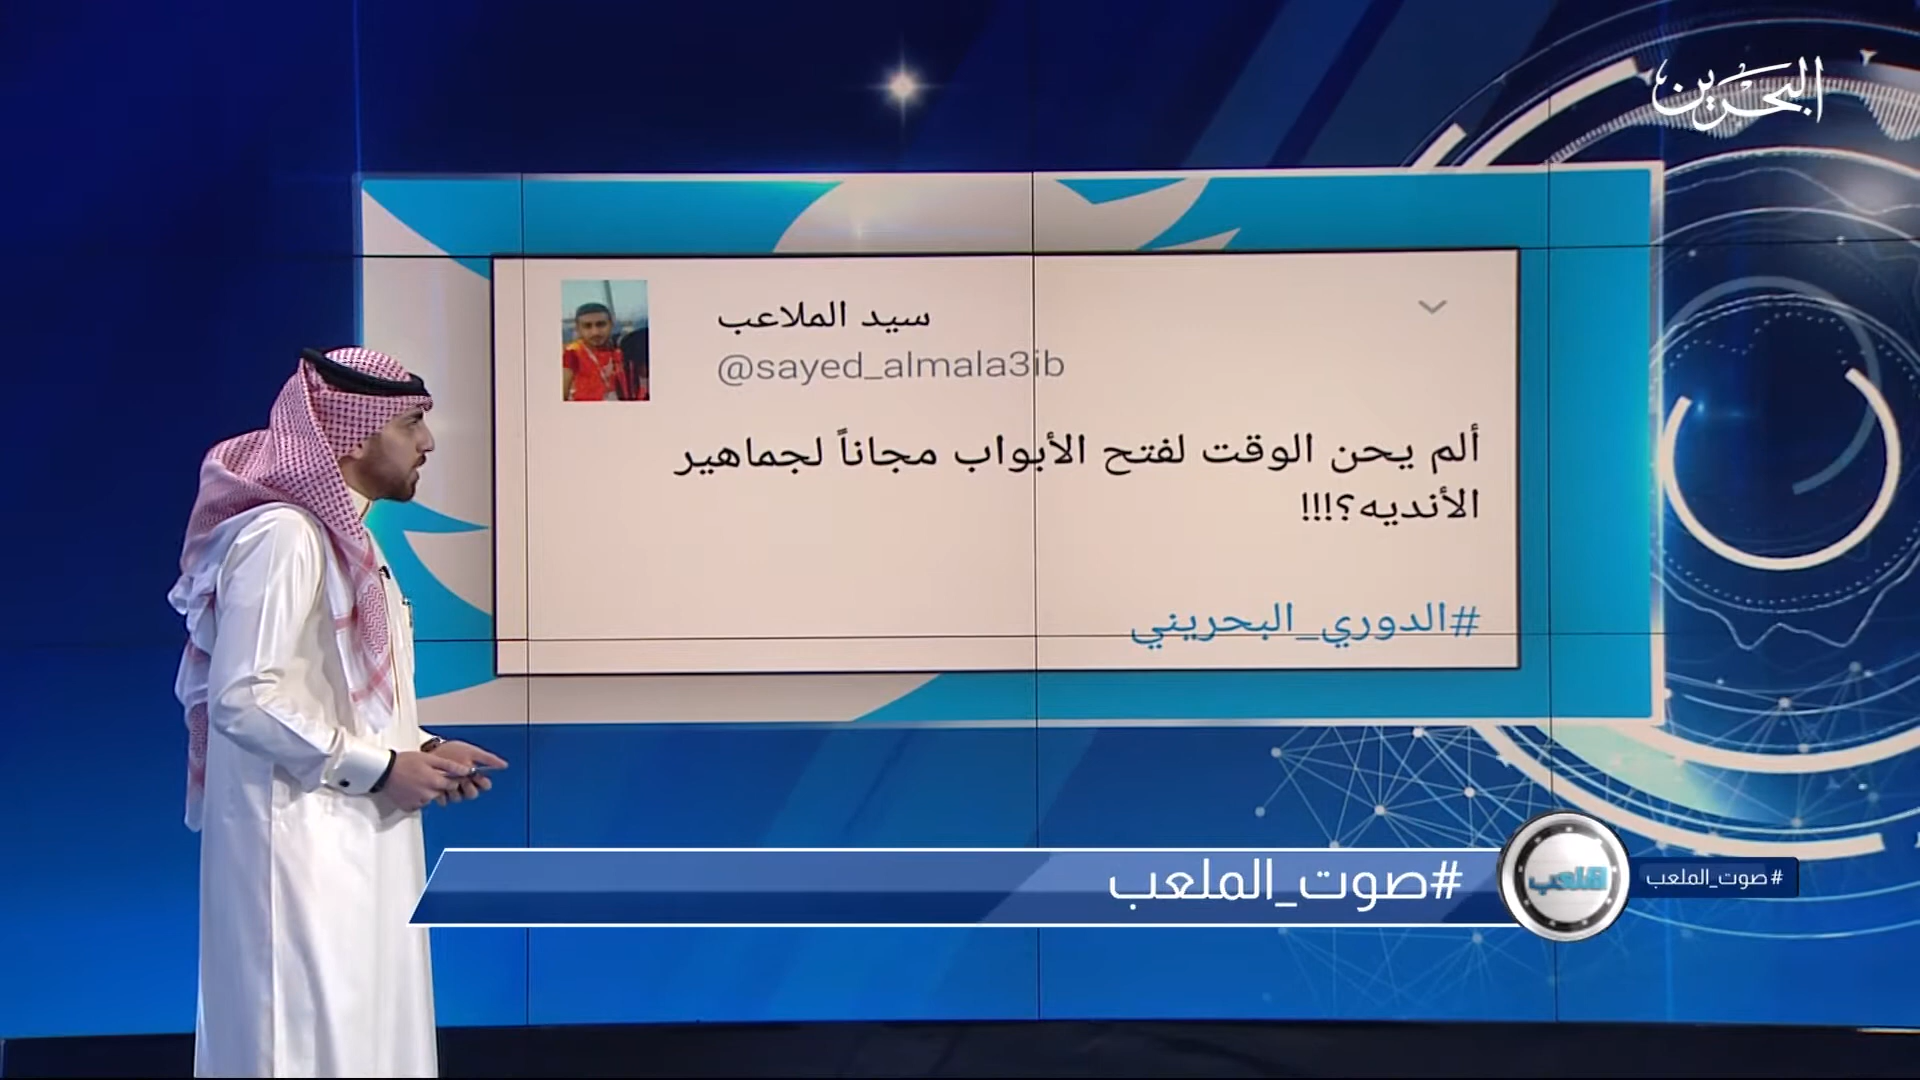 البحرين
سيد الملاعب
@sayed_almala3ib
ألم يحن الوقت لفتح الأبواب مجاناً لجماهير
الأنديه؟!!!
#الدوري_البحريني
#صوت_الملعب
#صوت_الملعب